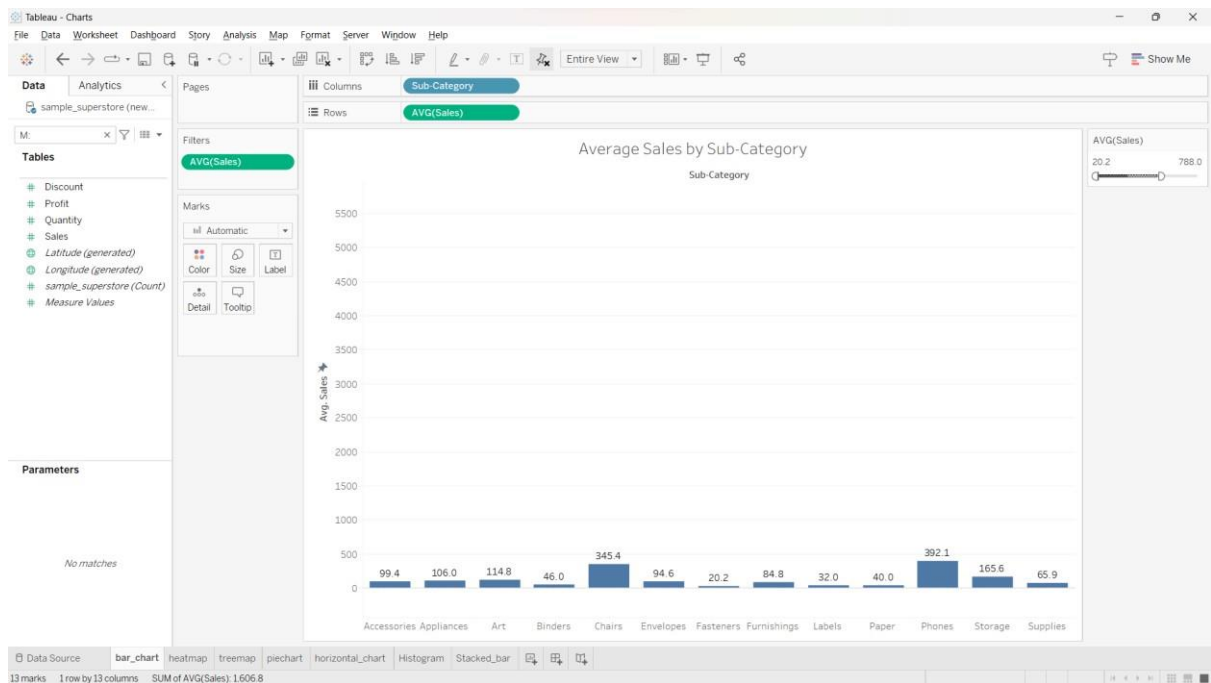 Tableau - Charts
File Data Worksheet Dashboard Story Analysis Map Format Server Window Help
Entire View
Show Me
Data Analytics
Pages
Columns
Sub-Category
sample_superstore (new...
Rows
AVG(Sales)
M:
Filters
AVG(Sales)
Tables
Discount
Profit
Quantity
Sales
Latitude (generated)
Longitude (generated)
sample_superstore (Count)
Measure Values
Marks
Automatic
Color Size Label
Detail Tooltip
Parameters
No matches
Average Sales by Sub-Category
Sub-Category
AVG(Sales)
20.2 788.0
5500
5000
4500
4000
3500
3000
2500
2000
1500
1000
500
0
Avg. Sales
99.4 106.0 114.8 46.0 345.4 94.6 20.2 84.8 32.0 40.0 392.1 165.6 65.9
Accessories Appliances Art Binders Chairs Envelopes Fasteners Furnishings Labels Paper Phones Storage Supplies
Data Source bar_chart heatmap treemap piechart horizontal_chart Histogram Stacked_bar
13 marks 1 row by 13 columns SUM of AVG(Sales): 1,606.8